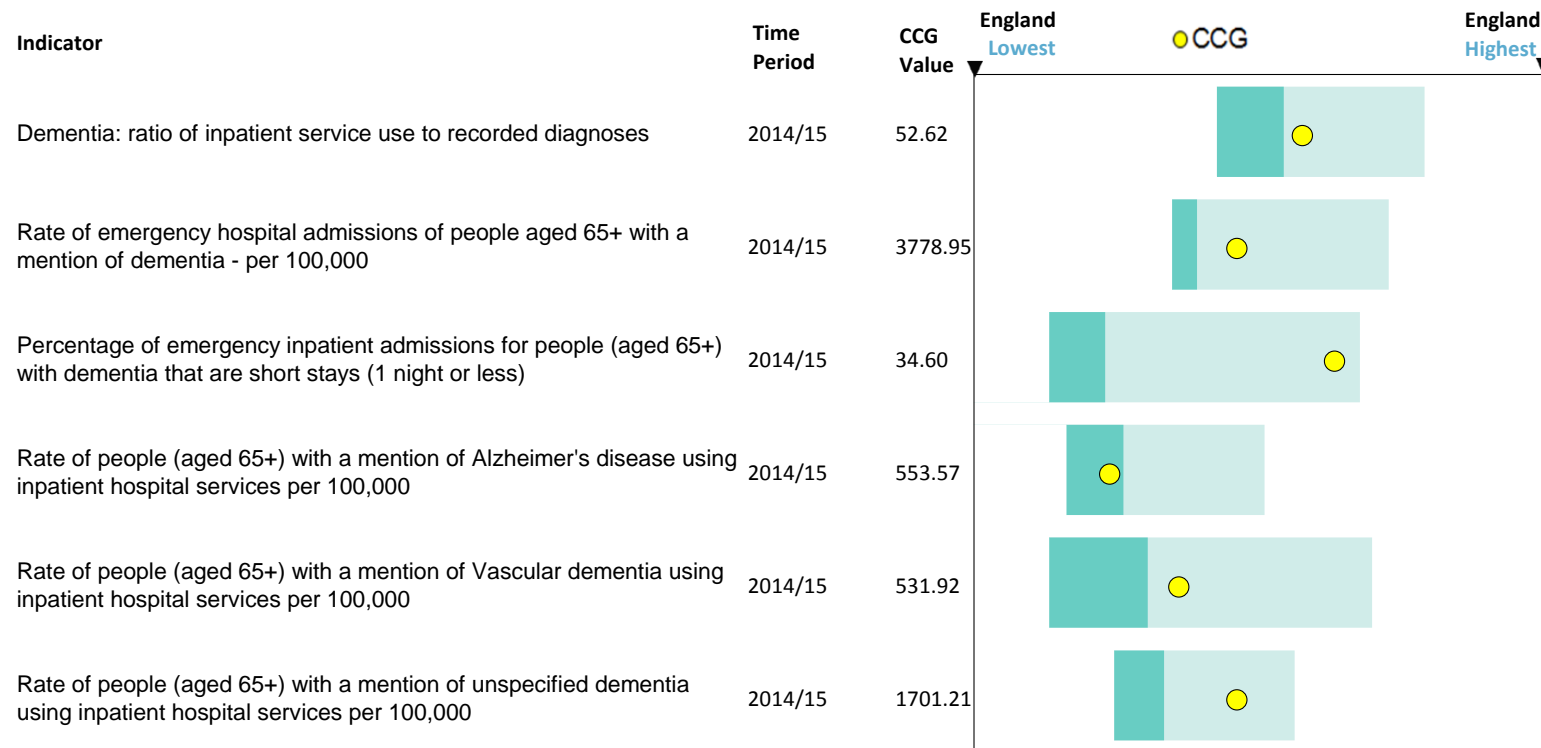 Indicator
Time
Period
CCG
Value
England
Lowest
CCG
England
Highest
Dementia: ratio of inpatient service use to recorded diagnoses
2014/15
52.62
Rate of emergency hospital admissions of people aged 65+ with a
mention of dementia - per 100,000
2014/15
3778.95
Percentage of emergency inpatient admissions for people (aged 65+)
with dementia that are short stays (1 night or less)
2014/15
34.60
Rate of people (aged 65+) with a mention of Alzheimer's disease using
inpatient hospital services per 100,000
2014/15
553.57
Rate of people (aged 65+) with a mention of Vascular dementia using
inpatient hospital services per 100,000
2014/15
531.92
Rate of people (aged 65+) with a mention of unspecified dementia
using inpatient hospital services per 100,000
2014/15
1701.21